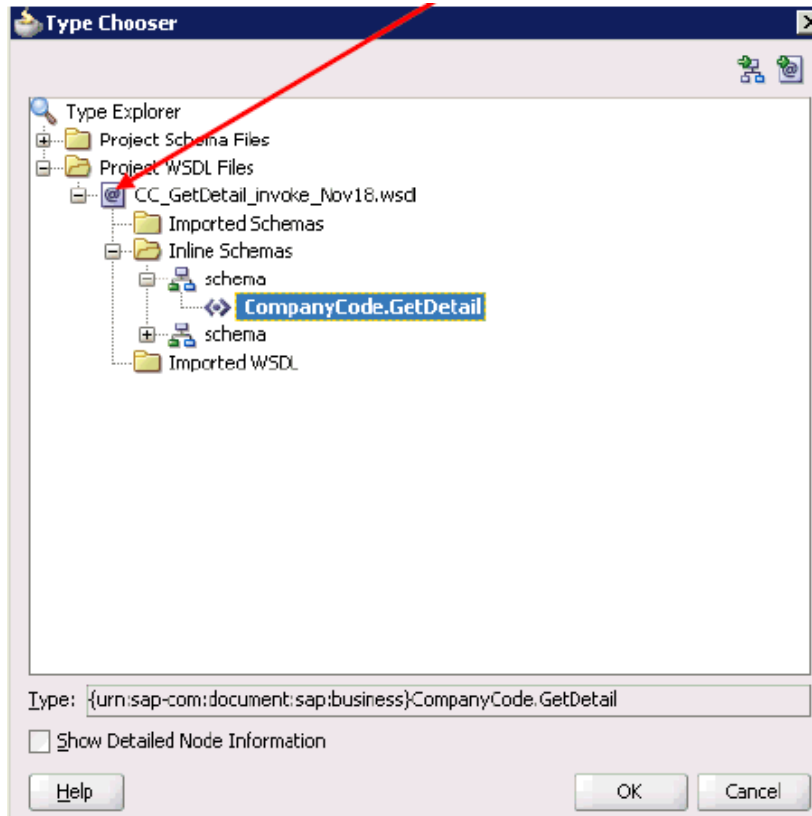 Type Chooser
Type Explorer
Project Schema Files
Project WSDL Files
CC_GetDetail_invoke_Nov18.wsdl
Imported Schemas
Inline Schemas
schema
CompanyCode.GetDetail
schema
Imported WSDL
Type: {urn:sap-com:document:sap:business}CompanyCode.GetDetail
Show Detailed Node Information
Help OK Cancel